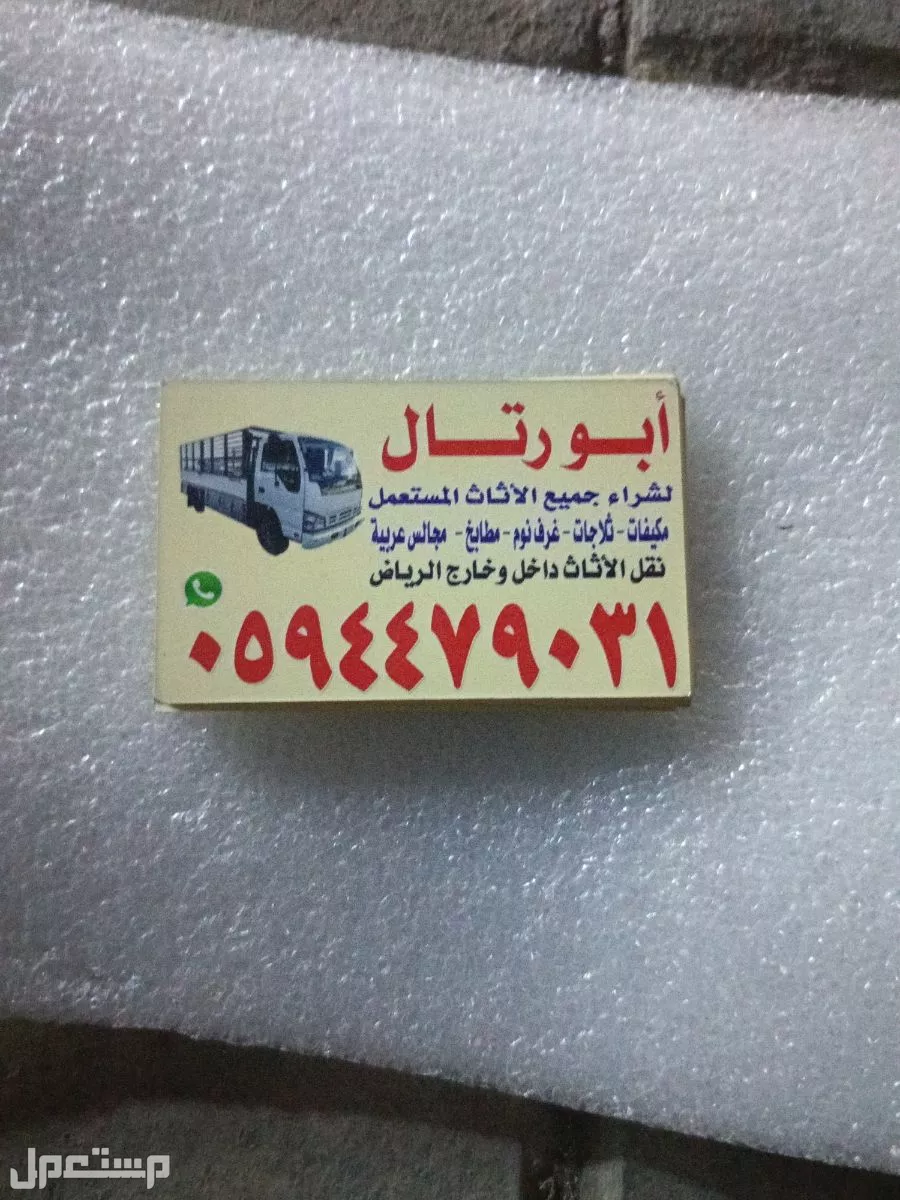 أبو رتال
لشراء جميع الأثاث المستعمل
مكيفات - ثلاجات - غرف نوم - مطابخ - مجالس عربية
نقل الأثاث داخل وخارج الرياض
٠٥٩٤٤٧٩٠٣١
مستعمل